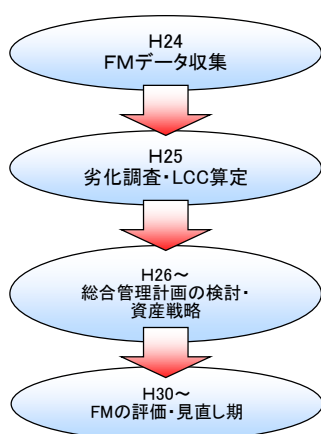 H24
FMデータ収集
H25
劣化調査・LCC算定
H26～
総合管理計画の検討・
資産戦略
H30～
FMの評価・見直し期